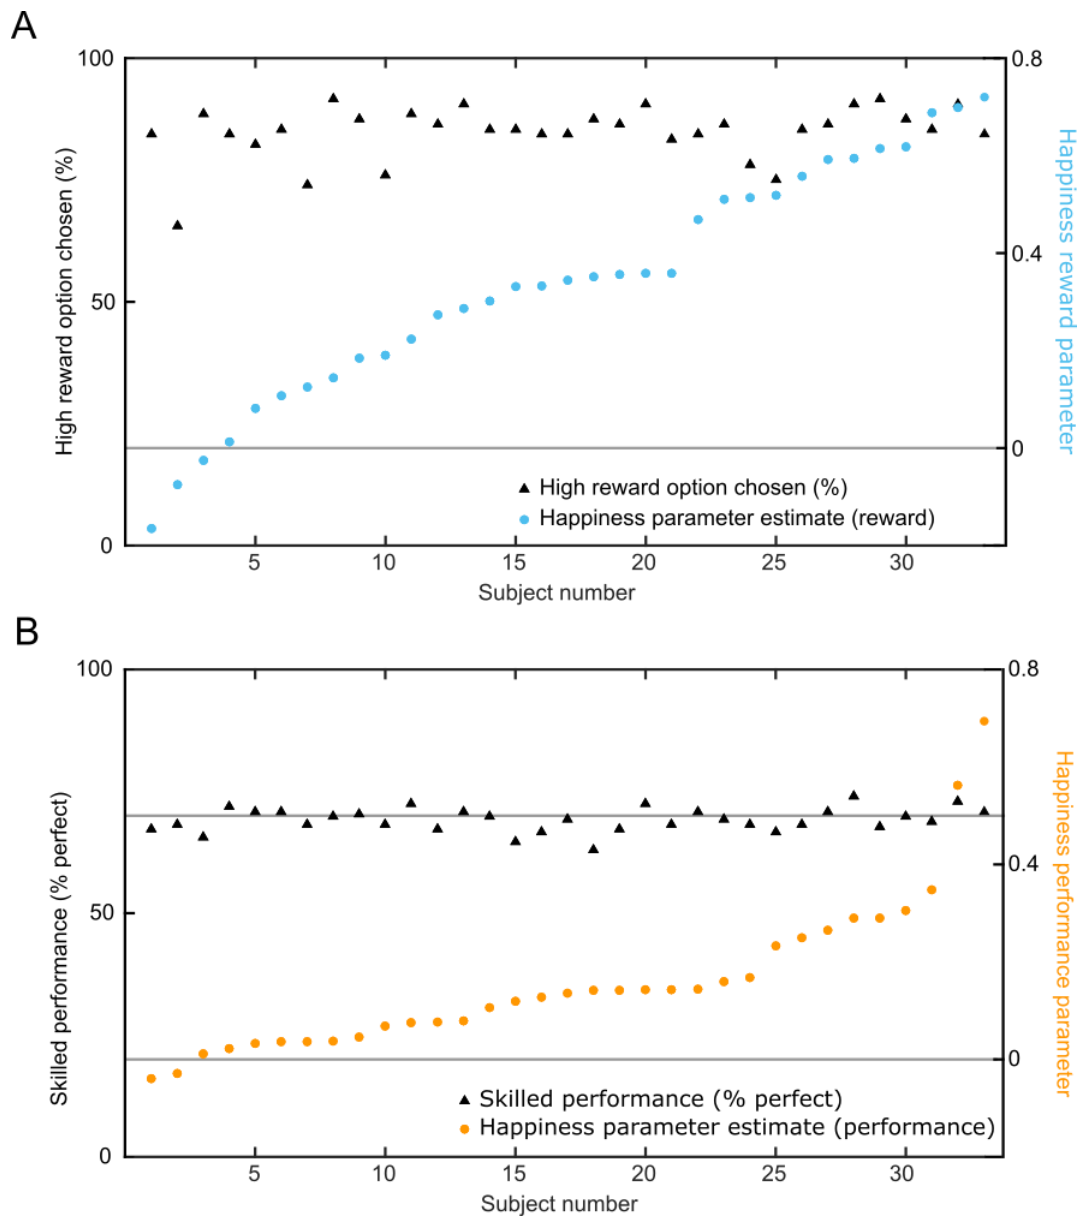 A
100
50
0
High reward option chosen (%)
0.8
0.4
0
Happiness reward parameter
High reward option chosen (%)
Happiness parameter estimate (reward)
5 10 15 20 25 30
Subject number
B
100
50
0
Skilled performance (% perfect)
0.8
0.4
0
Happiness performance parameter
Skilled performance (% perfect)
Happiness parameter estimate (performance)
5 10 15 20 25 30
Subject number